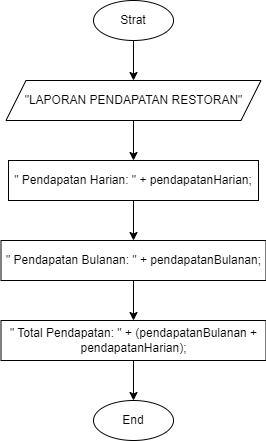 Strat
"LAPORAN PENDAPATAN RESTORAN"
" Pendapatan Harian: " + pendapatanHarian;
" Pendapatan Bulanan: " + pendapatanBulanan;
" Total Pendapatan: " + (pendapatanBulanan +
pendapatanHarian);
End